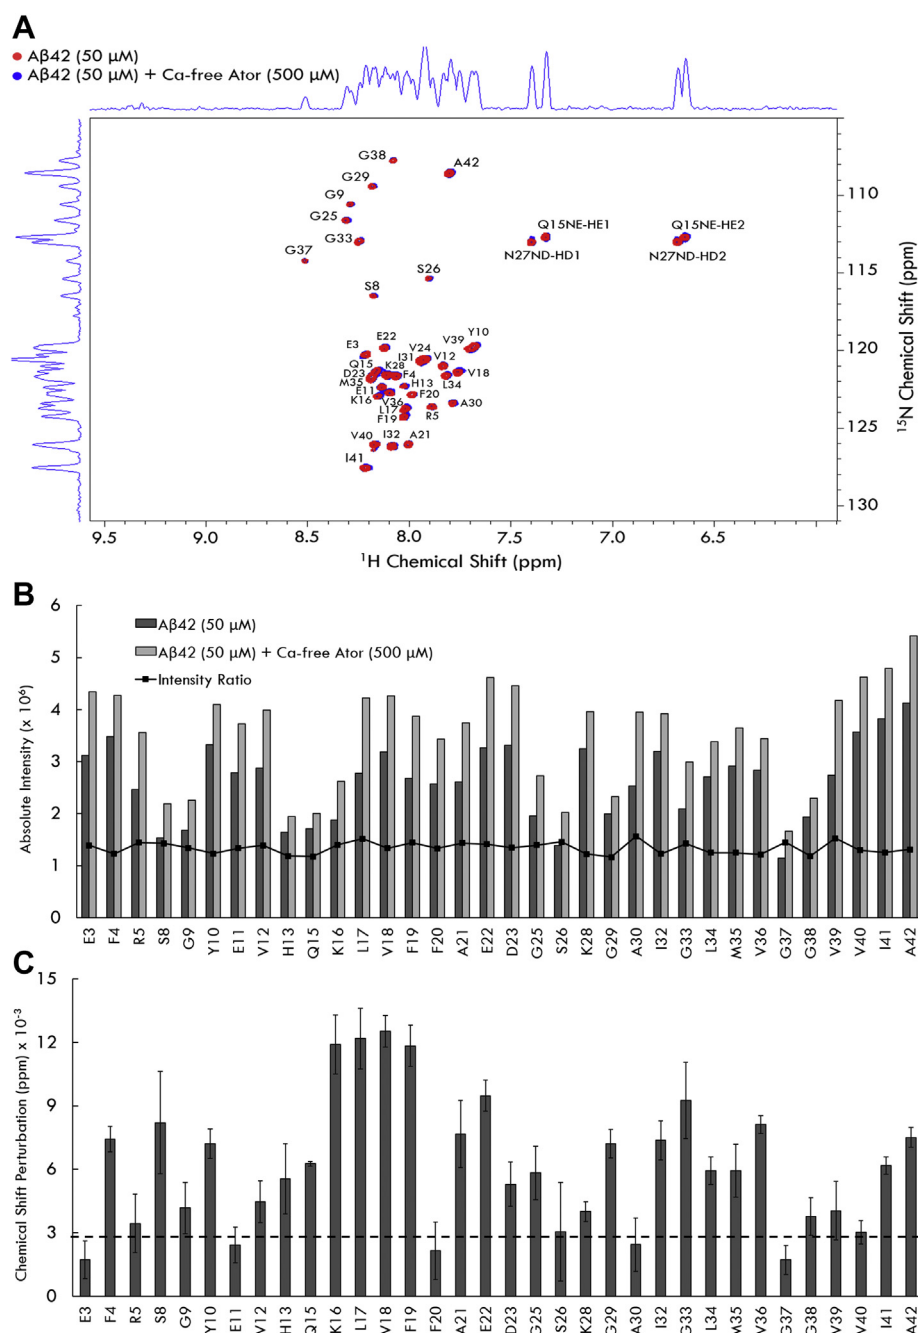 A
Aβ42 (50 μM)
Aβ42 (50 μM) + Ca-free Ator (500 μM)
G38
A42
G29
G9
G25
G33
G37
S26
S8
Q15NE-HE1
Q15NE-HE2
N27ND-HD1
N27ND-HD2
110
115
120
125
130
15N Chemical Shift (ppm)
E3
E22
V24
V39
Y10
Q15
I31
V12
D23
K28
F4
V18
M35
H13
L34
E11
F20
K16
V36
A30
L17
R5
F19
V40
I32
A21
I41
9.5 9.0 8.5 8.0 7.5 7.0 6.5
1H Chemical Shift (ppm)
B
6
5
4
3
2
1
0
Absolute Intensity (x 10⁶)
Aβ42 (50 μM)
Aβ42 (50 μM) + Ca-free Ator (500 μM)
Intensity Ratio
E3 F4 R5 S8 G9 Y10 E11 V12 H13 Q15 K16 L17 V18 F19 F20 A21 E22 D23 G25 S26 K28 G29 A30 I32 G33 L34 M35 V36 G37 G38 V39 V40 I41 A42
C
15
12
9
6
3
0
Chemical Shift Perturbation (ppm) x 10⁻³
E3 F4 R5 S8 G9 Y10 E11 V12 H13 Q15 K16 L17 V18 F19 F20 A21 E22 D23 G25 S26 K28 G29 A30 I32 G33 L34 M35 V36 G37 G38 V39 V40 I41 A42